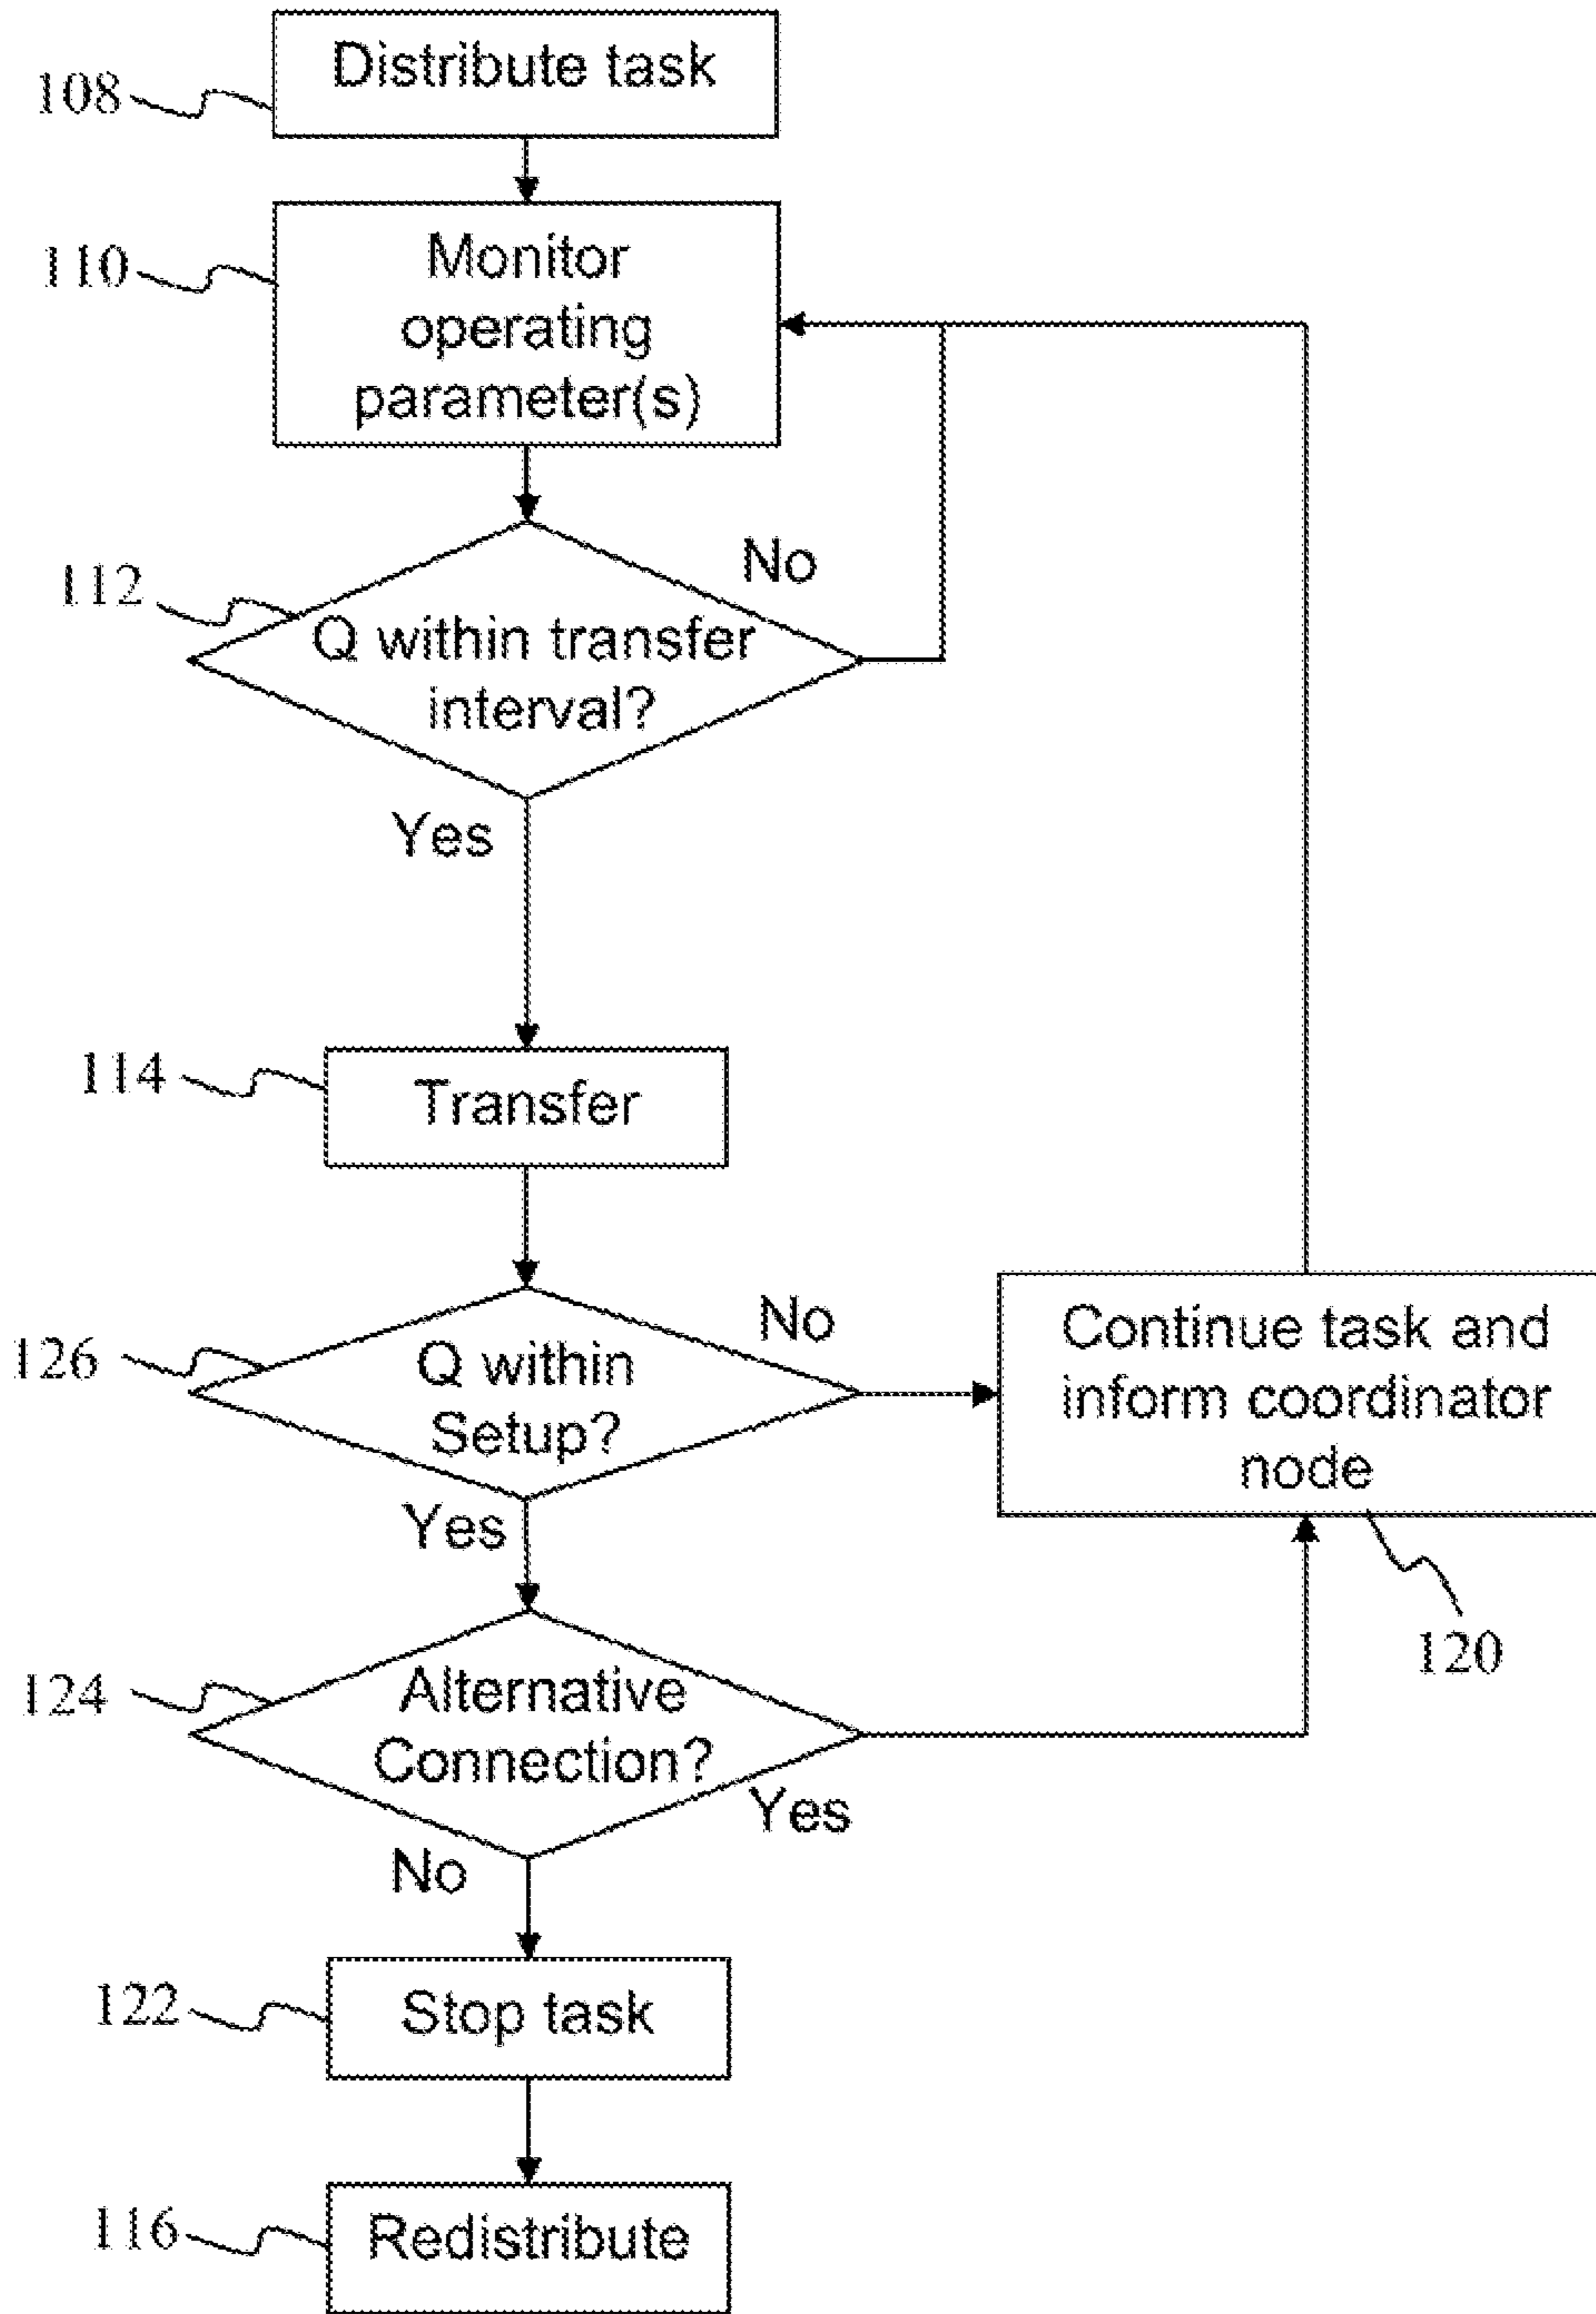 Distribute task
108
Monitor
operating
parameter(s)
110
No
112
Q within transfer
interval?
Yes
114
Transfer
No
126
Q within
Setup?
Yes
Continue task and
inform coordinator
node
120
124
Alternative
Connection?
Yes
No
122
Stop task
116
Redistribute